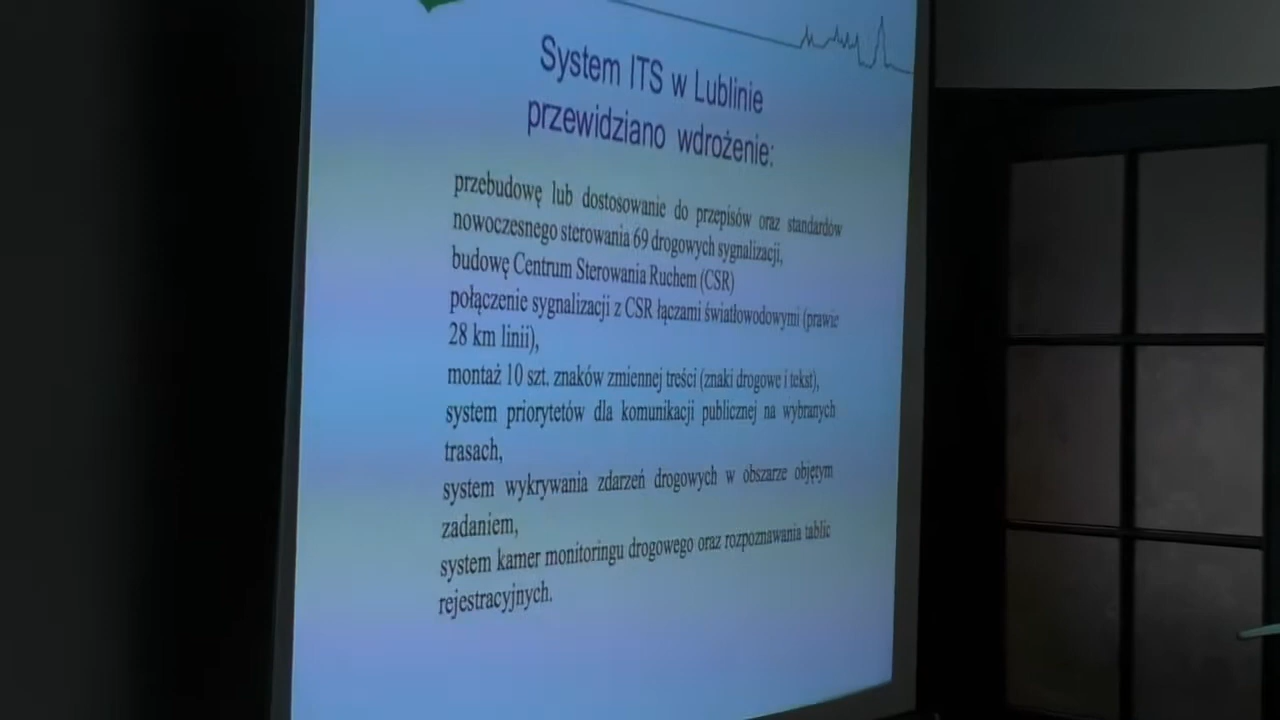 System ITS w Lublinie
przewidziano wdrożenie:
przebudowę lub dostosowanie do przepisów oraz standardów
nowoczesnego sterowania 69 drogowych sygnalizacji,
budowę Centrum Sterowania Ruchem (CSR)
połączenie sygnalizacji z CSR łączami światłowodowymi (prawie
28 km linii),
montaż 10 szt. znaków zmiennej treści (znaki drogowe i tekst),
system priorytetów dla komunikacji publicznej na wybranych
trasach,
system wykrywania zdarzeń drogowych w obszarze objętym
zadaniem,
system kamer monitoringu drogowego oraz rozpoznawania tablic
rejestracyjnych.